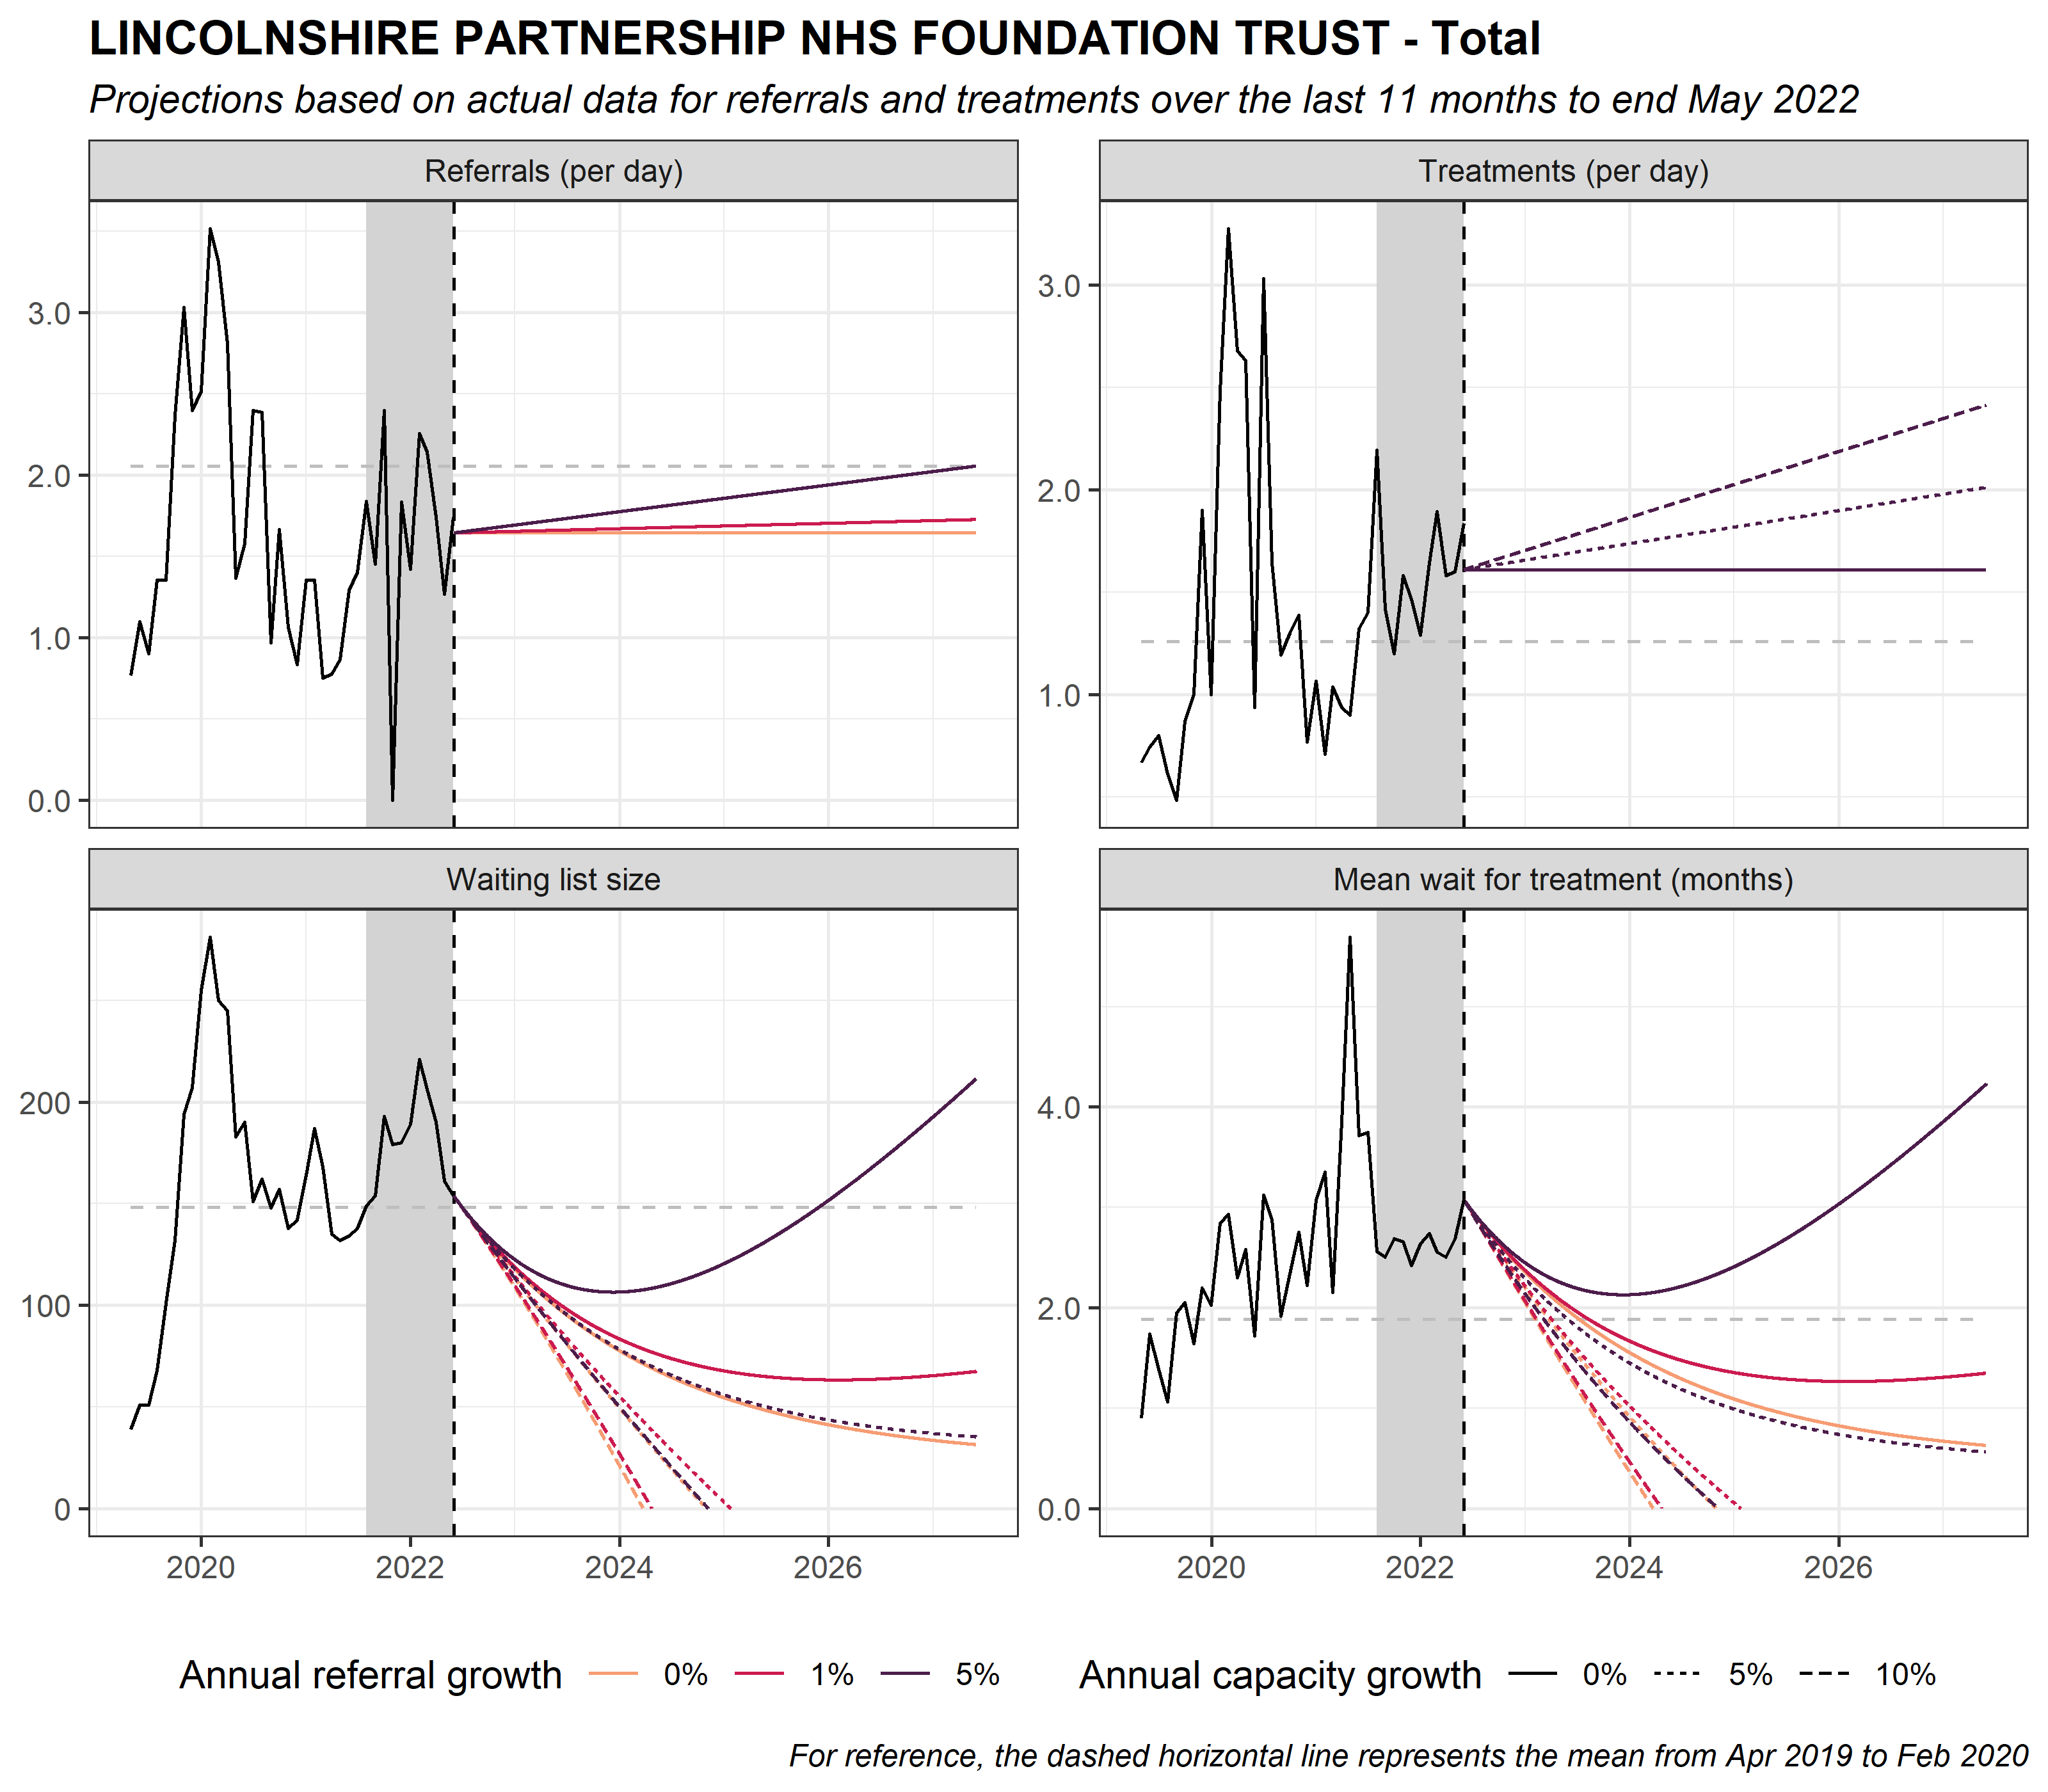 LINCOLNSHIRE PARTNERSHIP NHS FOUNDATION TRUST - Total
Projections based on actual data for referrals and treatments over the last 11 months to end May 2022
Referrals (per day)
3.0
2.0
1.0
0.0
Treatments (per day)
3.0
2.0
1.0
Waiting list size
200
100
0
2020 2022 2024 2026
Mean wait for treatment (months)
4.0
2.0
0.0
2020 2022 2024 2026
Annual referral growth 0% 1% 5%
Annual capacity growth 0% 5% 10%
For reference, the dashed horizontal line represents the mean from Apr 2019 to Feb 2020